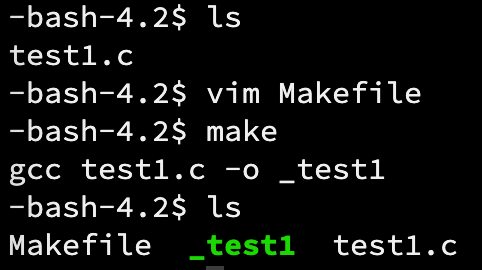 -bash-4.2$ ls
test1.c
-bash-4.2$ vim Makefile
-bash-4.2$ make
gcc test1.c -o _test1
-bash-4.2$ ls
Makefile  _test1  test1.c